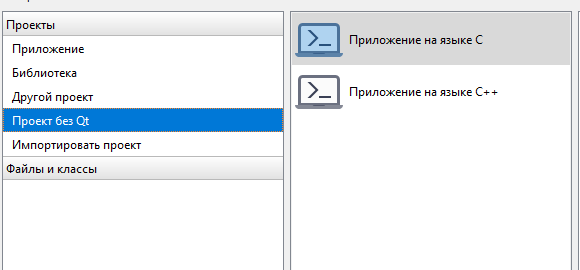 Проекты
Приложение
Библиотека
Другой проект
Проект без Qt
Импортировать проект
Файлы и классы
Приложение на языке C
Приложение на языке C++